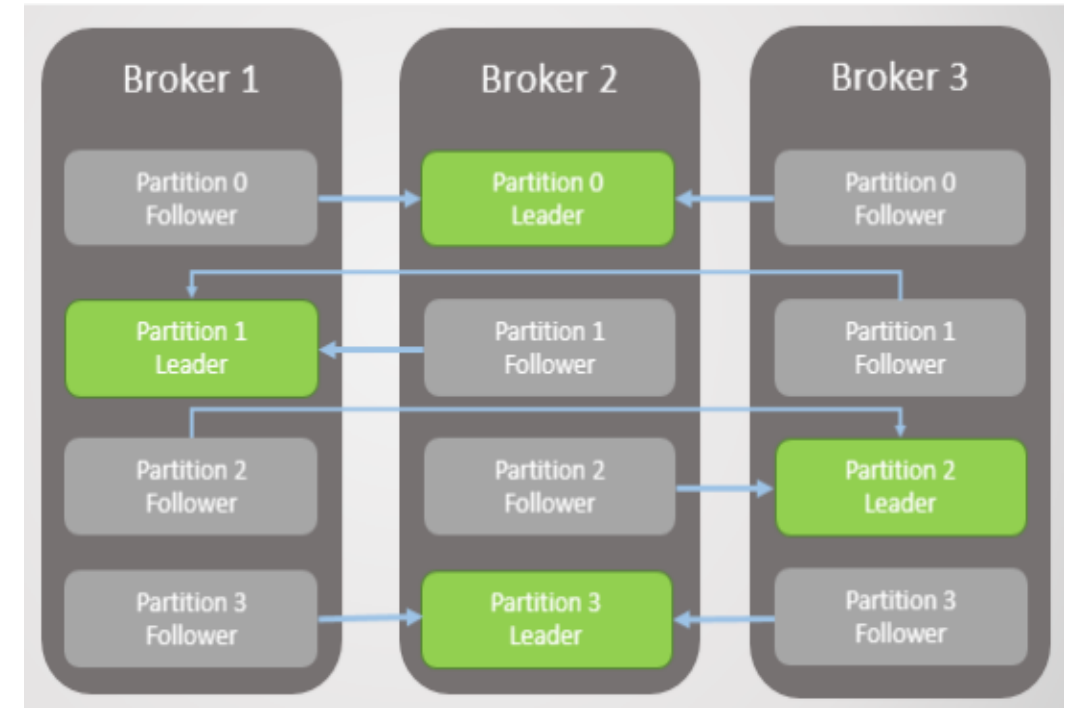 Broker 1
Broker 2
Broker 3
Partition 0
Follower
Partition 0
Leader
Partition 0
Follower
Partition 1
Leader
Partition 1
Follower
Partition 1
Follower
Partition 2
Follower
Partition 2
Follower
Partition 2
Leader
Partition 3
Follower
Partition 3
Leader
Partition 3
Follower